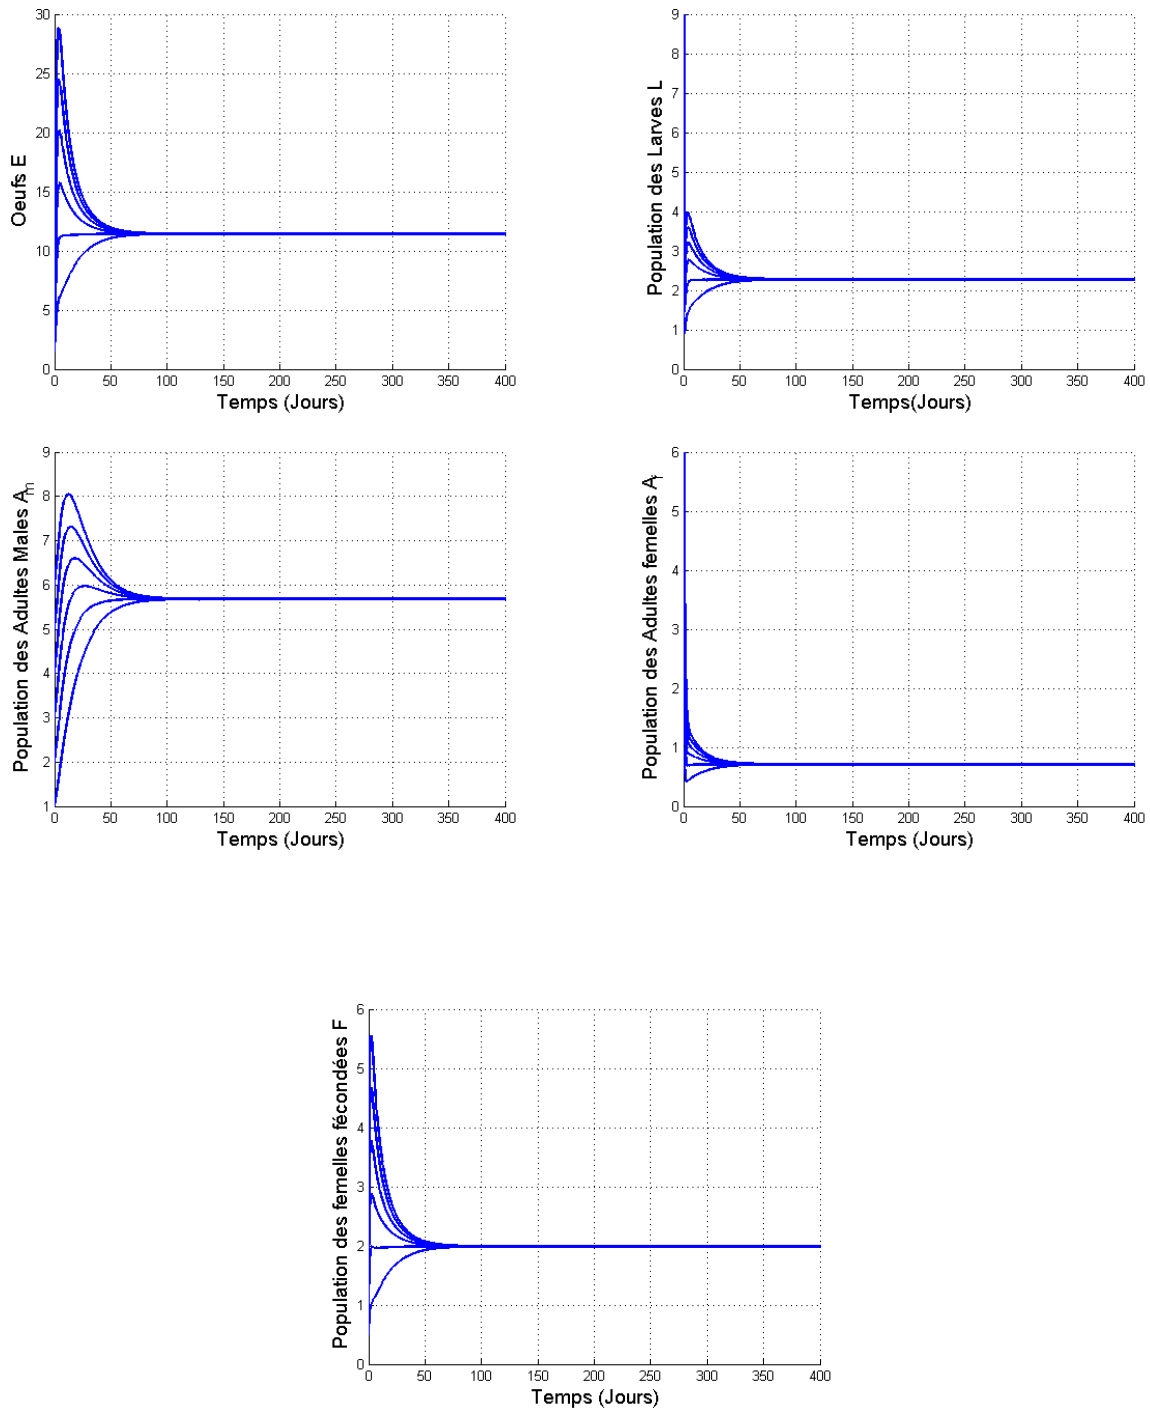 Oeufs E
30
25
20
15
10
5
0
0 50 100 150 200 250 300 350 400
Temps (Jours)
Population des Larves L
9
8
7
6
5
4
3
2
1
0
0 50 100 150 200 250 300 350 400
Temps(Jours)
Population des Adultes Males Am
9
8
7
6
5
4
3
2
1
0 50 100 150 200 250 300 350 400
Temps (Jours)
Population des Adultes femelles Af
6
5
4
3
2
1
0
0 50 100 150 200 250 300 350 400
Temps (Jours)
Population des femelles fécondées F
6
5
4
3
2
1
0
0 50 100 150 200 250 300 350 400
Temps (Jours)